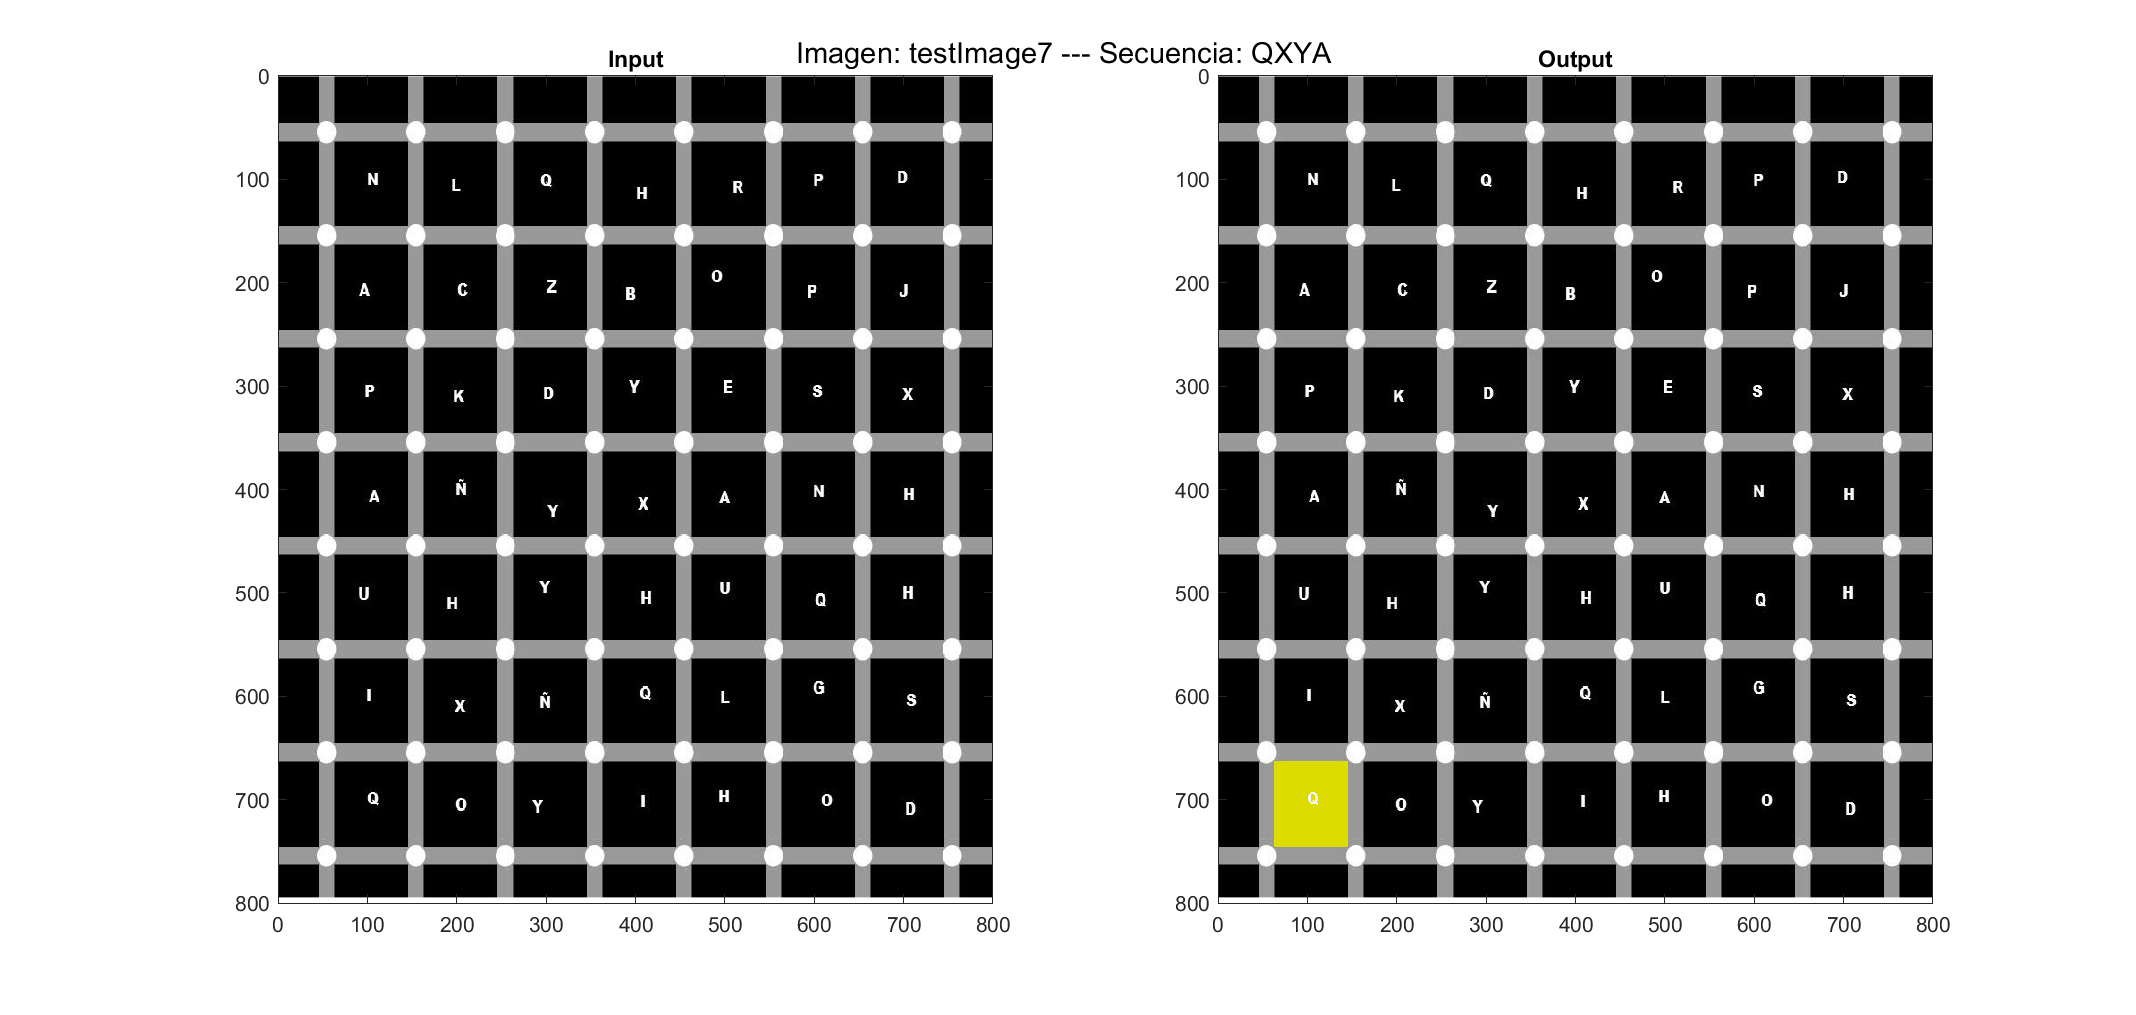 Imagen: testImage7 --- Secuencia: QXYA
Input
0
N L Q H R P D
100
A C Z B O P J
200
P K D Y E S X
300
A Ñ Y X A N H
400
U H Y H U Q H
500
I X Ñ Q L G S
600
Q O Y I H O D
700
800
0 100 200 300 400 500 600 700 800
Output
0
N L Q H R P D
100
A C Z B O P J
200
P K D Y E S X
300
A Ñ Y X A N H
400
U H Y H U Q H
500
I X Ñ Q L G S
600
Q O Y I H O D
700
800
0 100 200 300 400 500 600 700 800